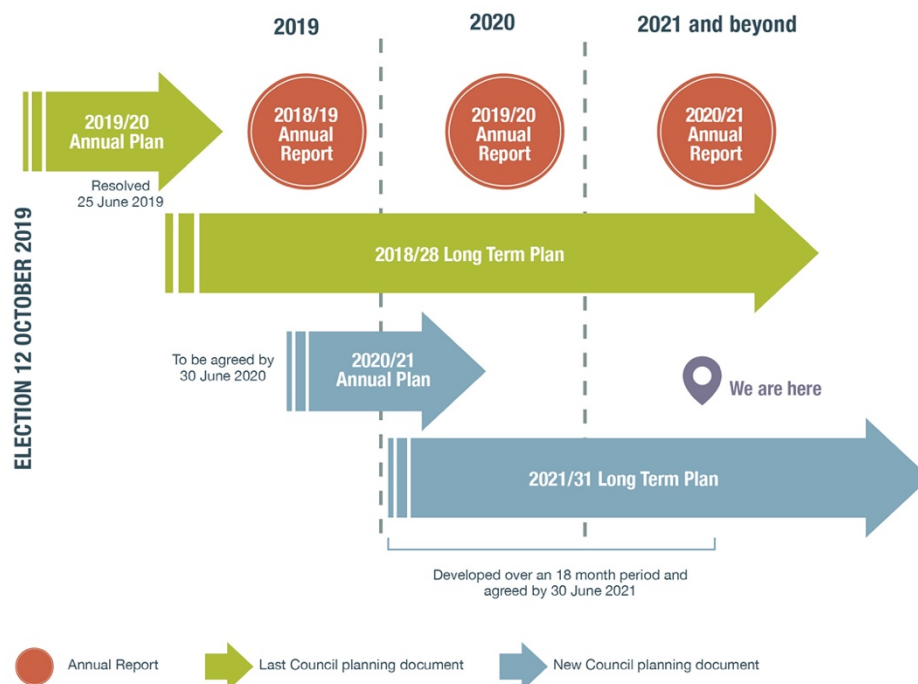 2019
2020
2021 and beyond
2019/20
Annual Plan
2018/19
Annual
Report
2019/20
Annual
Report
2020/21
Annual
Report
Resolved
25 June 2019
ELECTION 12 OCTOBER 2019
2018/28 Long Term Plan
To be agreed by
30 June 2020
2020/21
Annual Plan
We are here
2021/31 Long Term Plan
Developed over an 18 month period and
agreed by 30 June 2021
Annual Report
Last Council planning document
New Council planning document